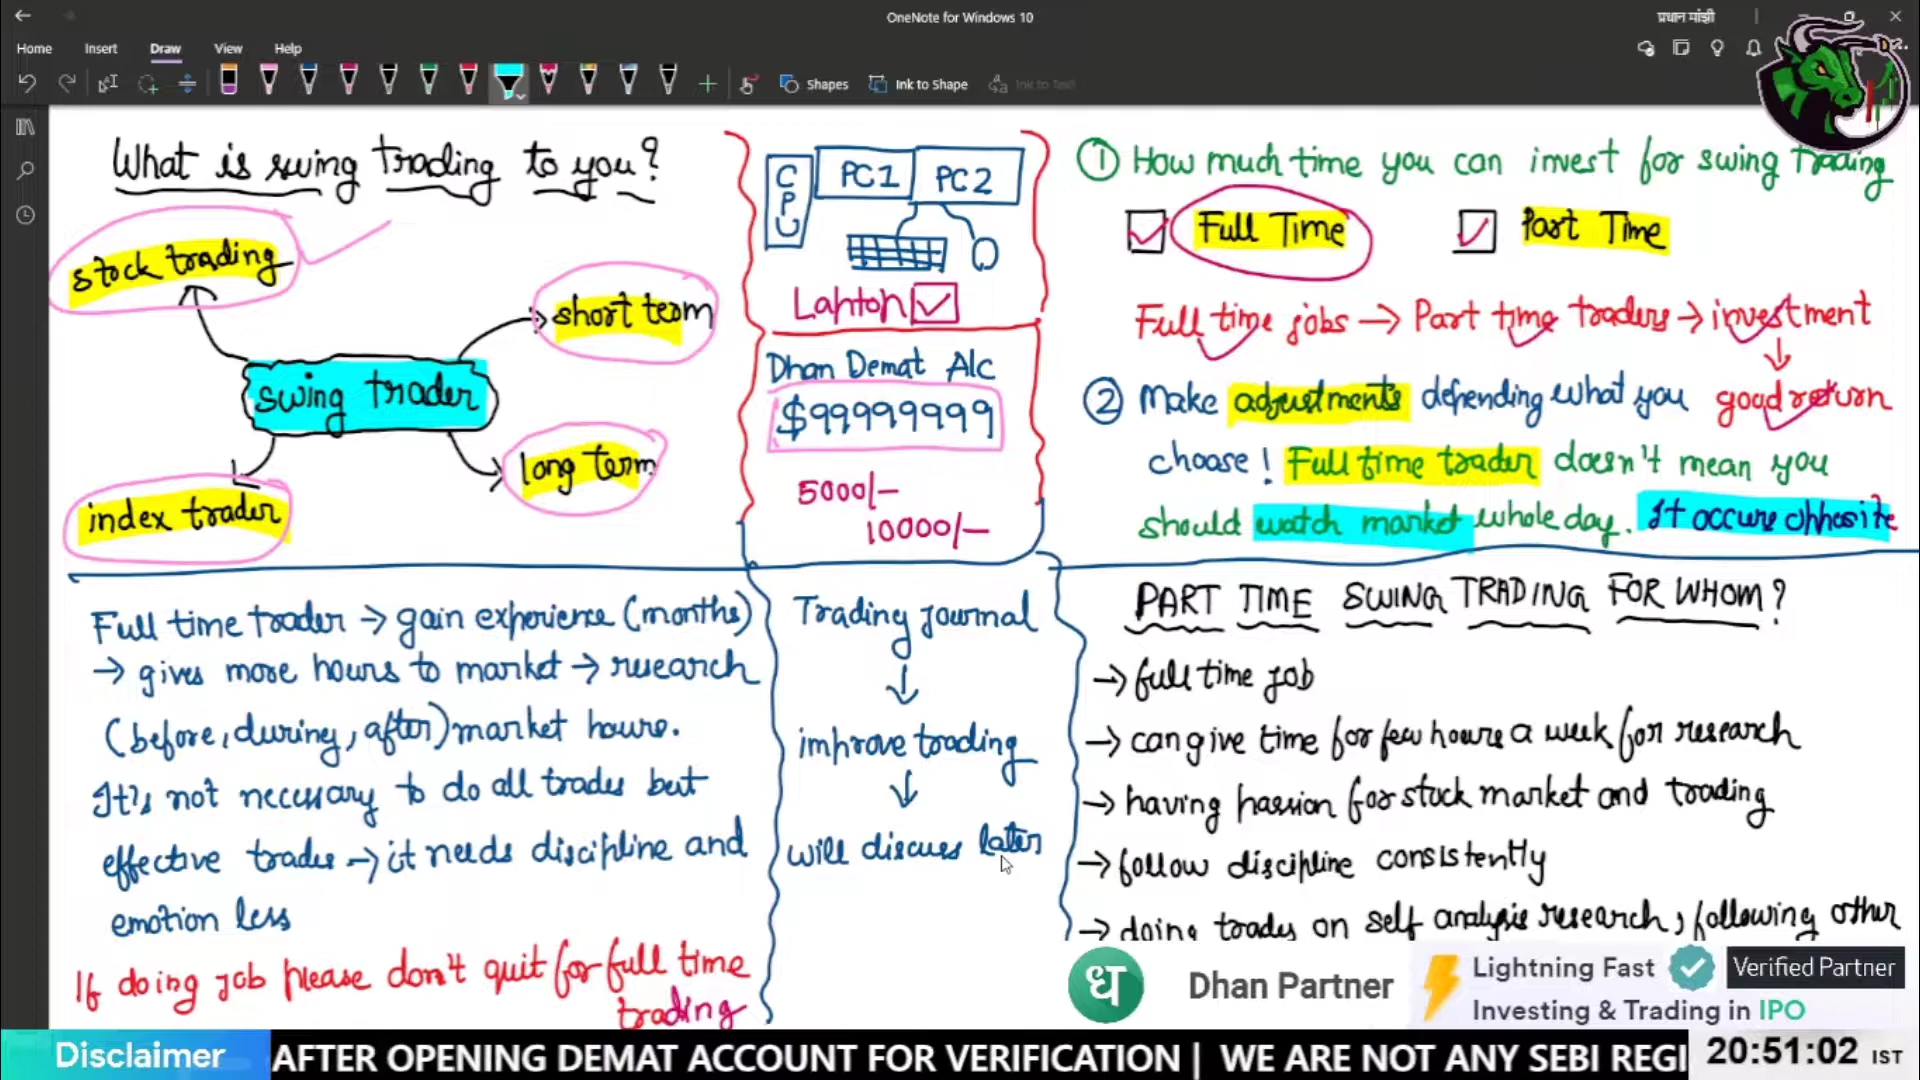 OneNote for Windows 10
प्रधान मांझी
Home Insert Draw View Help
Shapes Ink to Shape Ink to Text
What is swing trading to you?
stock trading
short term
swing trader
long term
index trader
CPU
PC1 PC2
Laptop
Dhan Demat A/c
$99999999
5000/-
10000/-
① How much time you can invest for swing trading
Full Time Part Time
Full time jobs → Part time traders → investment
↓
② Make adjustments depending what you good return
choose! Full time trader doesn't mean you
should watch market whole day. It occurs opposite
Full time trader → gain experience (months)
→ gives more hours to market → research
(before, during, after) market hours.
It's not necessary to do all trades but
effective trades → it needs discipline and
emotion less
If doing job please don't quit for full time
trading
Trading journal
↓
improve trading
↓
will discuss later
PART TIME SWING TRADING FOR WHOM?
→ full time job
→ can give time for few hours a week for research
→ having passion for stock market and trading
→ follow discipline consistently
→ doing trades on self analysis research, following other
ध Dhan Partner
Lightning Fast
Investing & Trading in IPO
Verified Partner
Disclaimer
AFTER OPENING DEMAT ACCOUNT FOR VERIFICATION | WE ARE NOT ANY SEBI REGI
20:51:02 IST